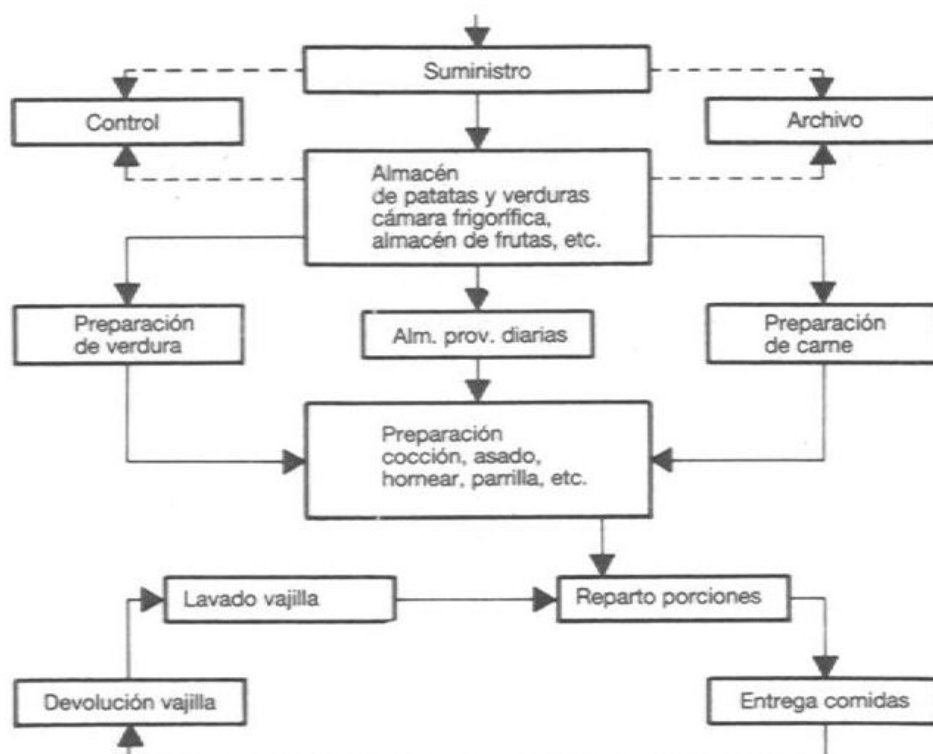 Suministro
Control
Archivo
Almacén
de patatas y verduras
cámara frigorífica,
almacén de frutas, etc.
Preparación
de verdura
Alm. prov. diarias
Preparación
de carne
Preparación
cocción, asado,
hornear, parrilla, etc.
Lavado vajilla
Reparto porciones
Devolución vajilla
Entrega comidas